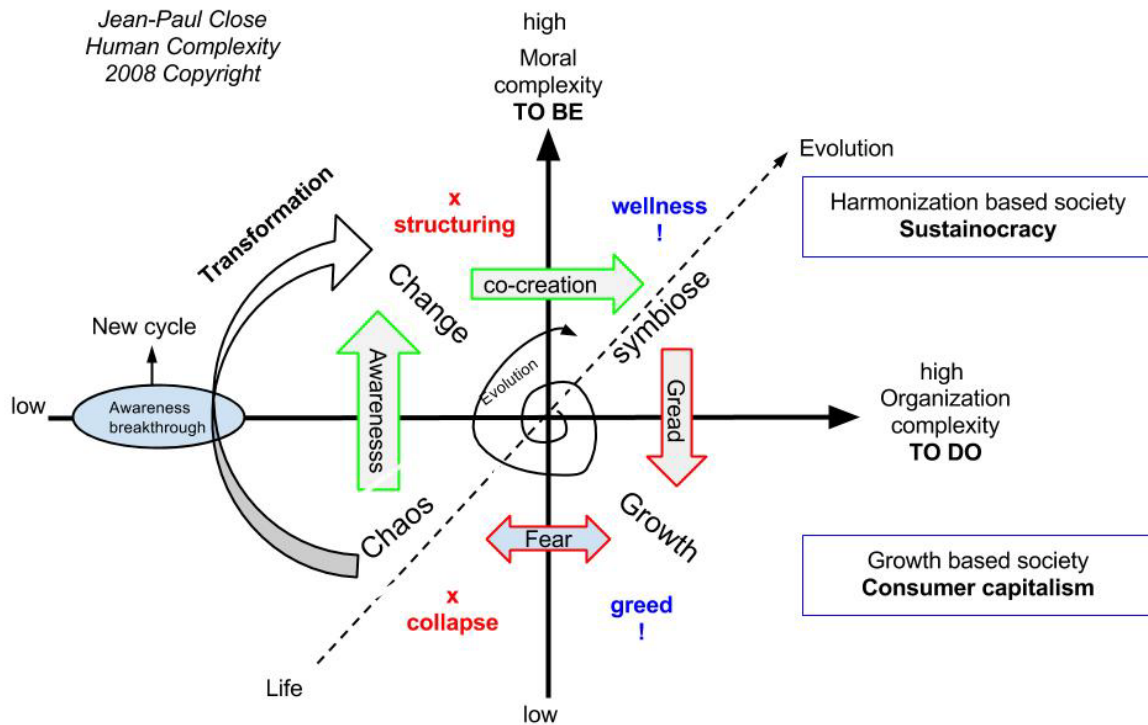 Jean-Paul Close
Human Complexity
2008 Copyright
high
Moral
complexity
TO BE
Evolution
Transformation
x
structuring
wellness
!
Harmonization based society
Sustainocracy
Change
co-creation
symbiose
New cycle
Awarenesss
Evolution
Gread
low
Awareness
breakthrough
high
Organization
complexity
TO DO
Chaos
Fear
Growth
Growth based society
Consumer capitalism
x
collapse
greed
!
Life
low